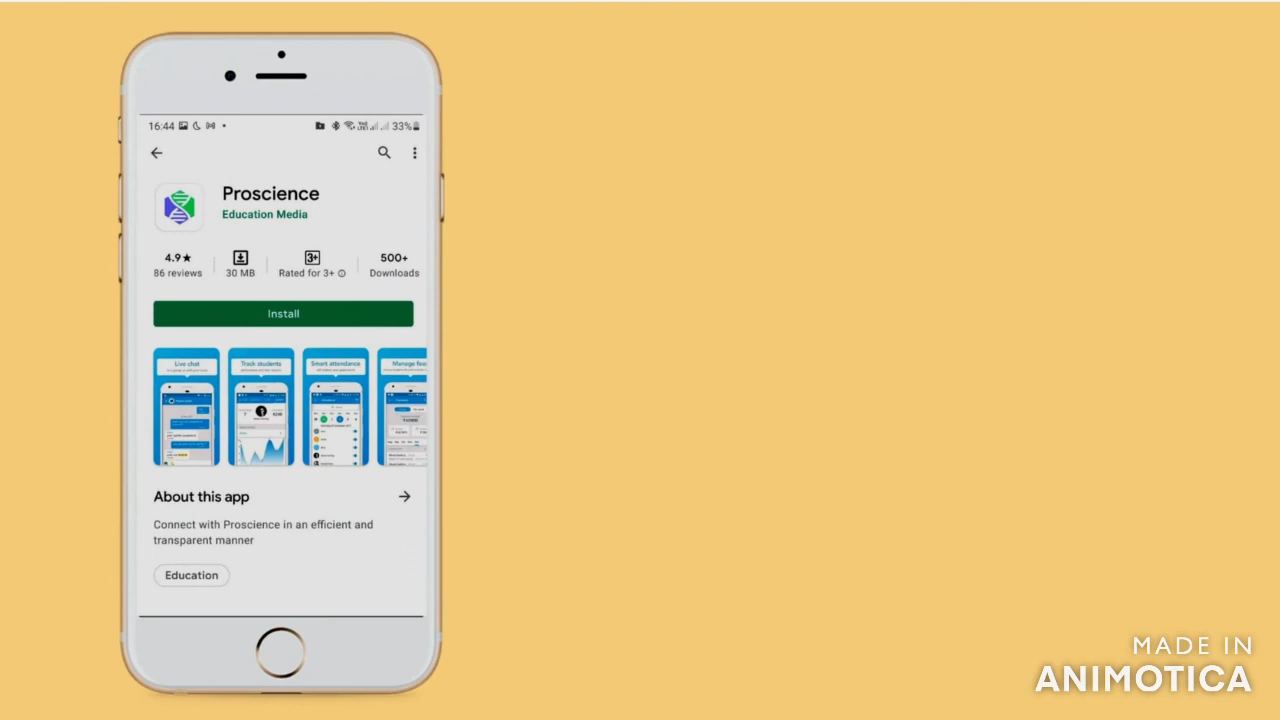 16:44
33%
Proscience
Education Media
4.9★
86 reviews
30 MB
3+
Rated for 3+
500+
Downloads
Install
Live chat
Track students
Smart attendance
Manage fee
About this app
Connect with Proscience in an efficient and
transparent manner
Education
MADE IN
ANIMOTICA